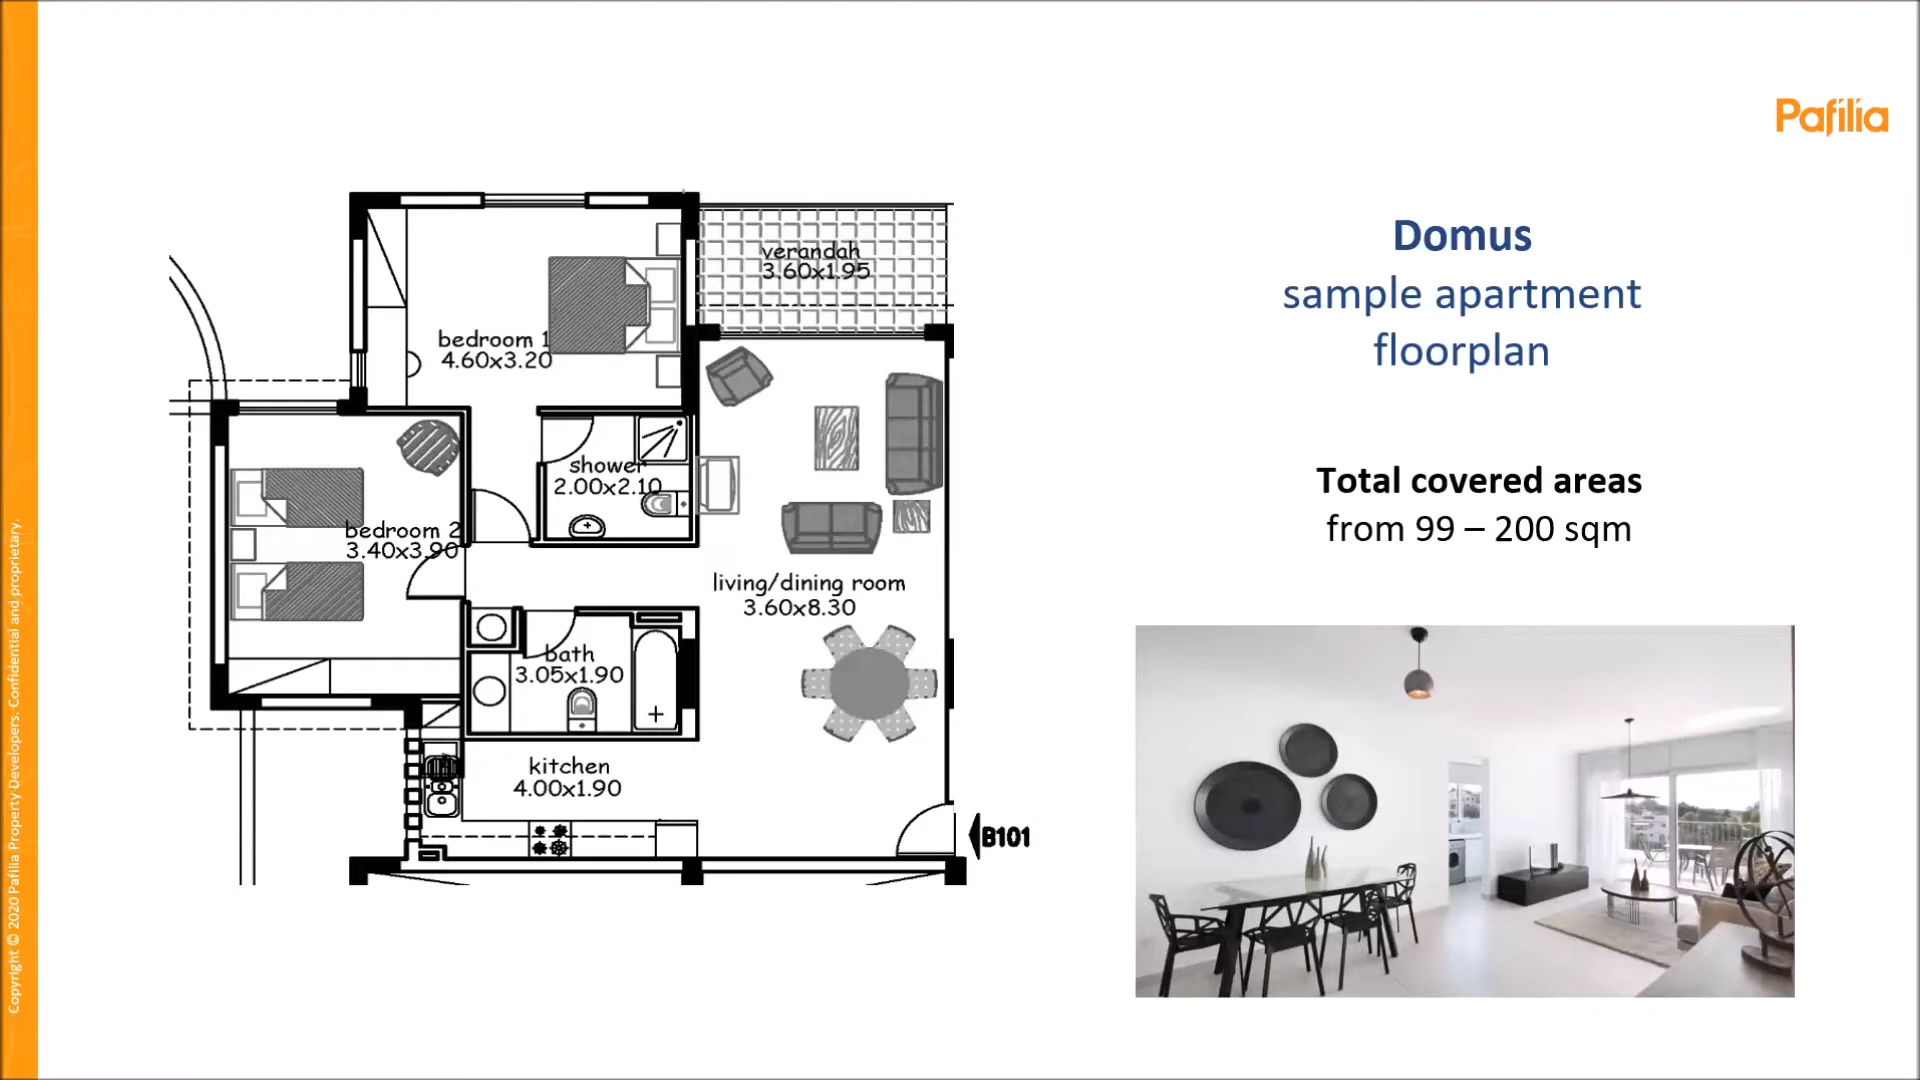 Pafilia
Domus
sample apartment
floorplan
Total covered areas
from 99 – 200 sqm
verandah
3.60x1.95
bedroom 1
4.60x3.20
shower
2.00x2.10
bedroom 2
3.40x3.90
living/dining room
3.60x8.30
bath
3.05x1.90
kitchen
4.00x1.90
B101
Copyright © 2020 Pafilia Property Developers. Confidential and proprietary.